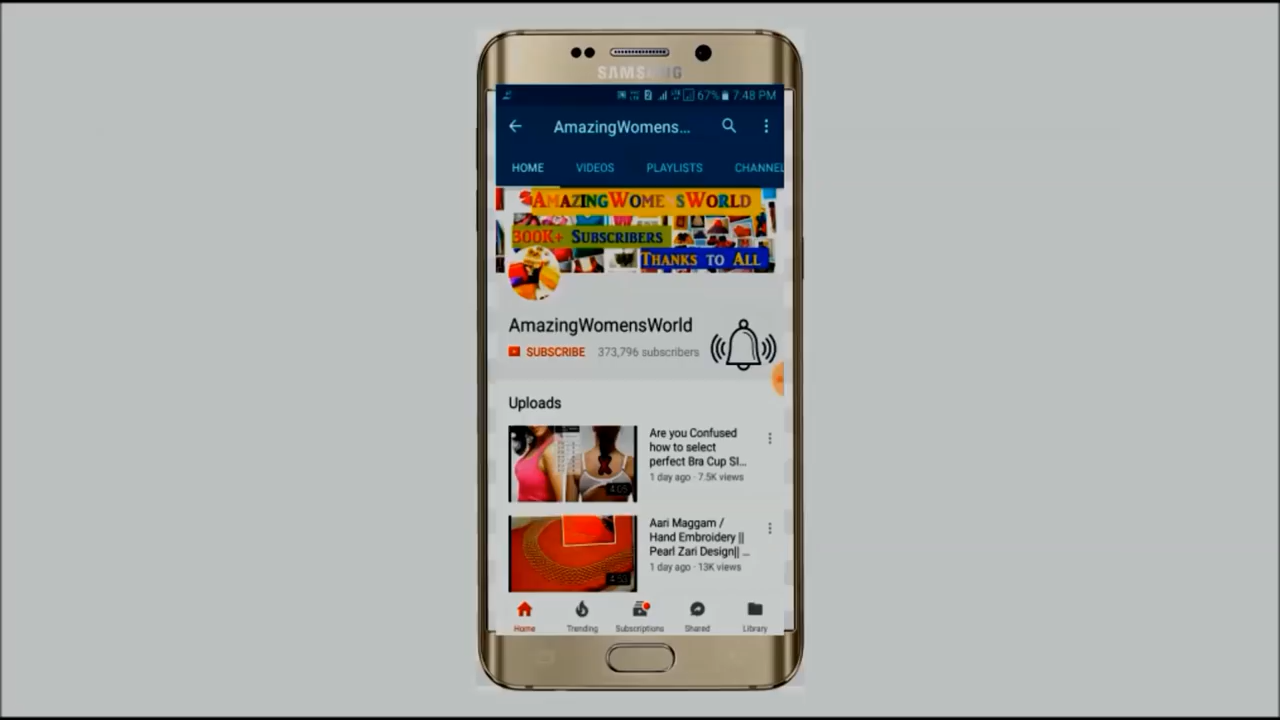 SAMSUNG
67% 7:48 PM
AmazingWomens...
HOME VIDEOS PLAYLISTS CHANNEL
AMAZINGWOME SWORLD
300K+ SUBSCRIBERS
THANKS TO ALL
AmazingWomensWorld
SUBSCRIBE 373,796 subscribers
Uploads
Are you Confused
how to select
perfect Bra Cup SI...
1 day ago · 7.5K views
4:05
Aari Maggam /
Hand Embroidery ||
Pearl Zari Design|| ...
1 day ago · 13K views
Home Trending Subscriptions Shared Library